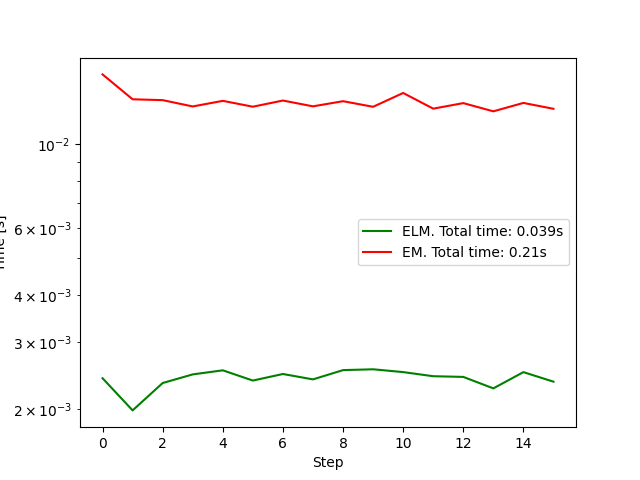 10⁻²
6 × 10⁻³
4 × 10⁻³
3 × 10⁻³
2 × 10⁻³
ELM. Total time: 0.039s
EM. Total time: 0.21s
0 2 4 6 8 10 12 14
Step